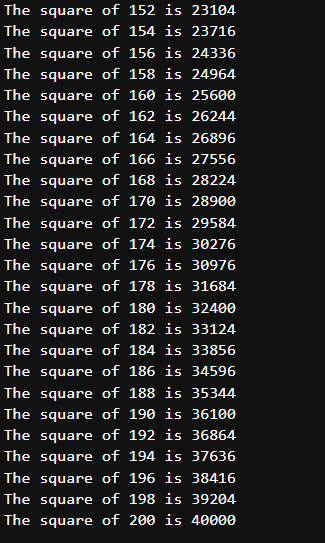 The square of 152 is 23104
The square of 154 is 23716
The square of 156 is 24336
The square of 158 is 24964
The square of 160 is 25600
The square of 162 is 26244
The square of 164 is 26896
The square of 166 is 27556
The square of 168 is 28224
The square of 170 is 28900
The square of 172 is 29584
The square of 174 is 30276
The square of 176 is 30976
The square of 178 is 31684
The square of 180 is 32400
The square of 182 is 33124
The square of 184 is 33856
The square of 186 is 34596
The square of 188 is 35344
The square of 190 is 36100
The square of 192 is 36864
The square of 194 is 37636
The square of 196 is 38416
The square of 198 is 39204
The square of 200 is 40000